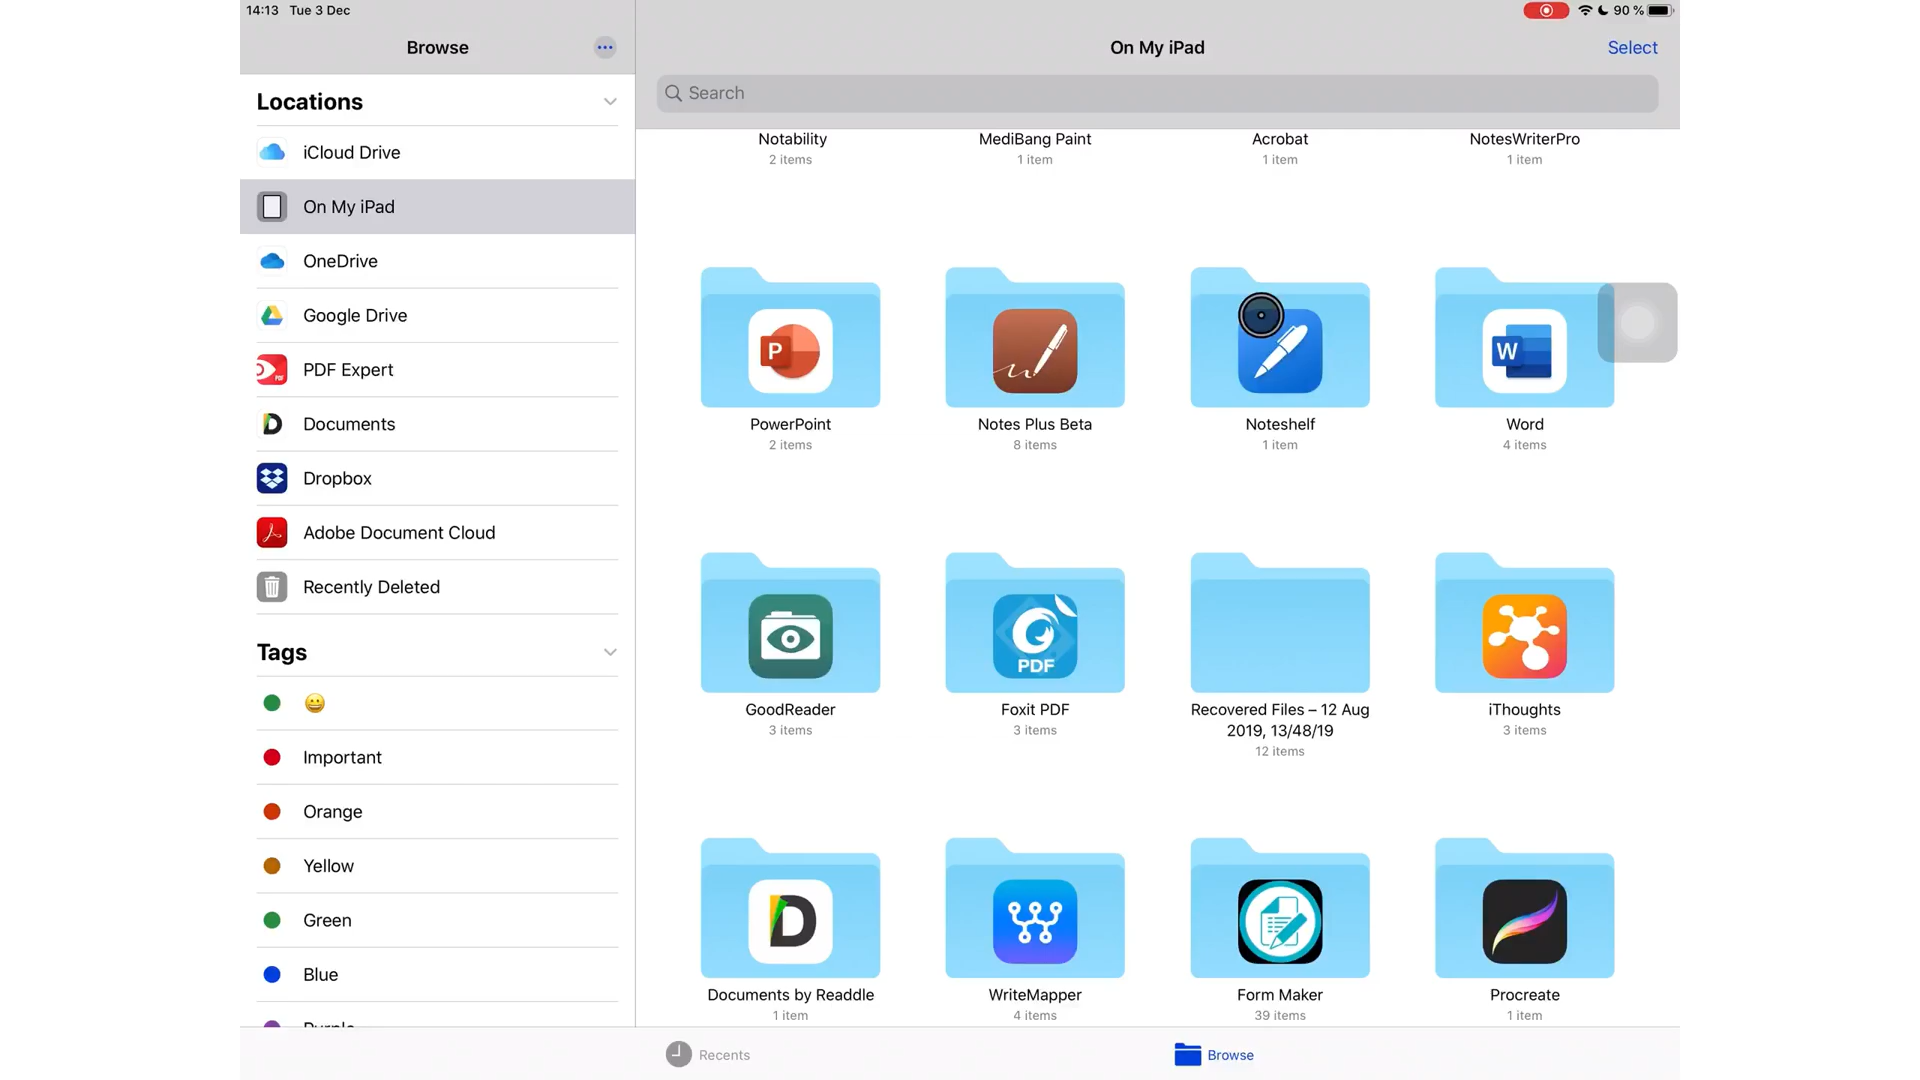 14:13 Tue 3 Dec
90 %
Browse
Locations
iCloud Drive
On My iPad
OneDrive
Google Drive
PDF Expert
Documents
Dropbox
Adobe Document Cloud
Recently Deleted
Tags
😀
Important
Orange
Yellow
Green
Blue
Purple
On My iPad
Select
Search
Notability
2 items
MediBang Paint
1 item
Acrobat
1 item
NotesWriterPro
1 item
P
PowerPoint
2 items
Notes Plus Beta
8 items
Noteshelf
1 item
W
Word
4 items
GoodReader
3 items
PDF
Foxit PDF
3 items
Recovered Files – 12 Aug
2019, 13/48/19
12 items
iThoughts
3 items
D
Documents by Readdle
1 item
WriteMapper
4 items
Form Maker
39 items
Procreate
1 item
Recents
Browse